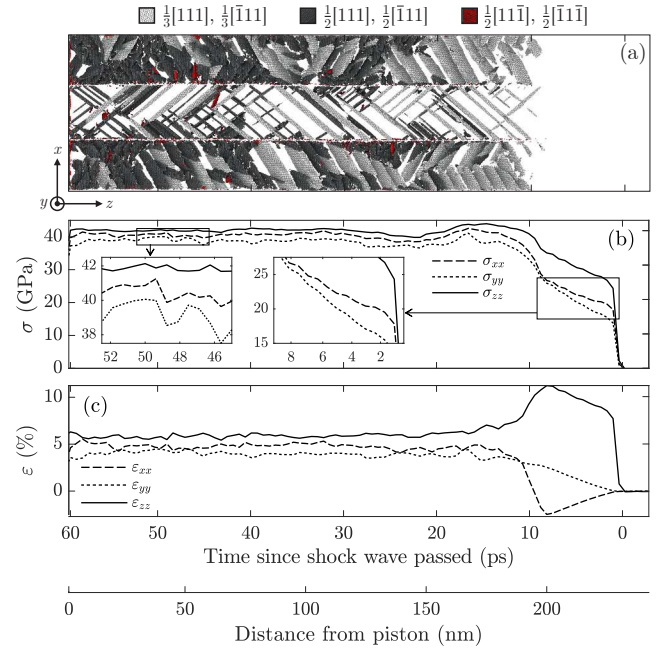 1/3[111], 1/3[1̄11] 1/2[111], 1/2[1̄11] 1/2[111̄], 1/2[1̄11̄]
(a)
x
y z
40
30
20
10
0
σ (GPa)
(b)
σxx
σyy
σzz
42
40
38
52 50 48 46
25
20
15
8 6 4 2
10
5
0
ε (%)
(c)
εxx
εyy
εzz
60 50 40 30 20 10 0
Time since shock wave passed (ps)
0 50 100 150 200
Distance from piston (nm)